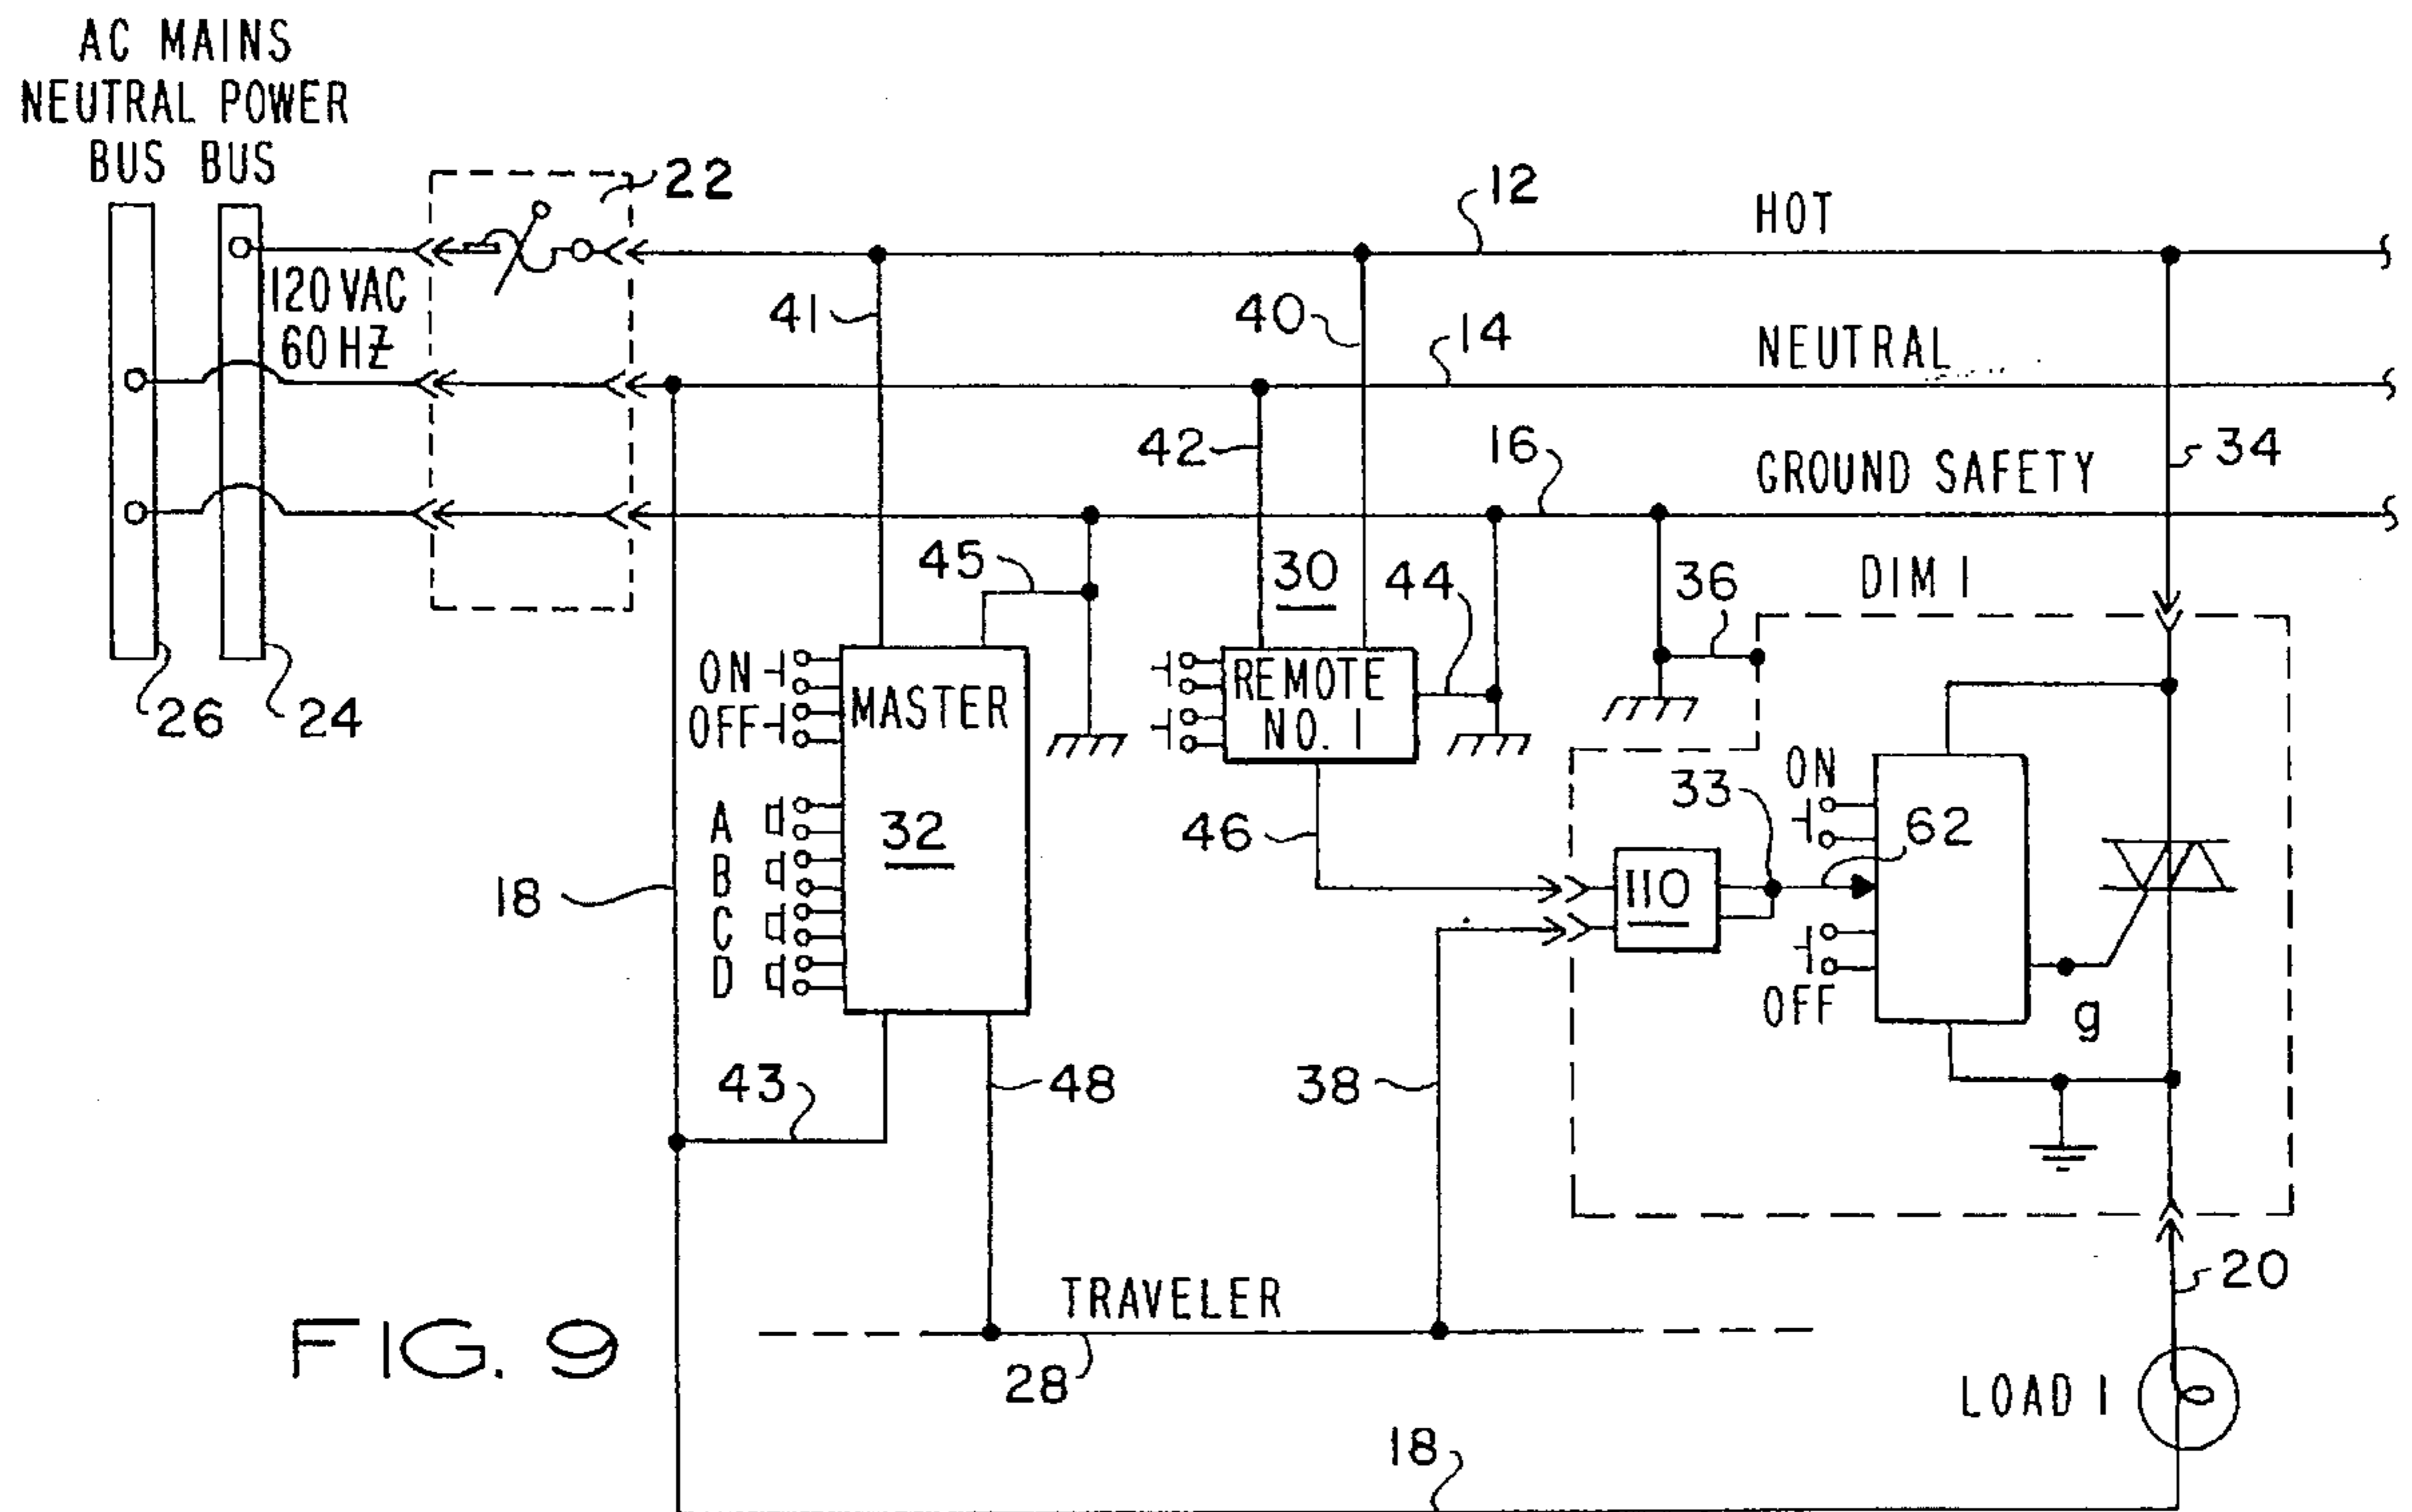 AC MAINS
NEUTRAL POWER
BUS BUS
22
12
HOT
120 VAC
60 HZ
41
40
14
NEUTRAL
34
42
16
GROUND SAFETY
45
30
44
36
DIM 1
26
24
ON
OFF
MASTER
REMOTE
NO. 1
33
ON
62
A
B
C
D
32
46
110
18
OFF
g
43
48
38
20
TRAVELER
FIG. 9
28
LOAD 1
18